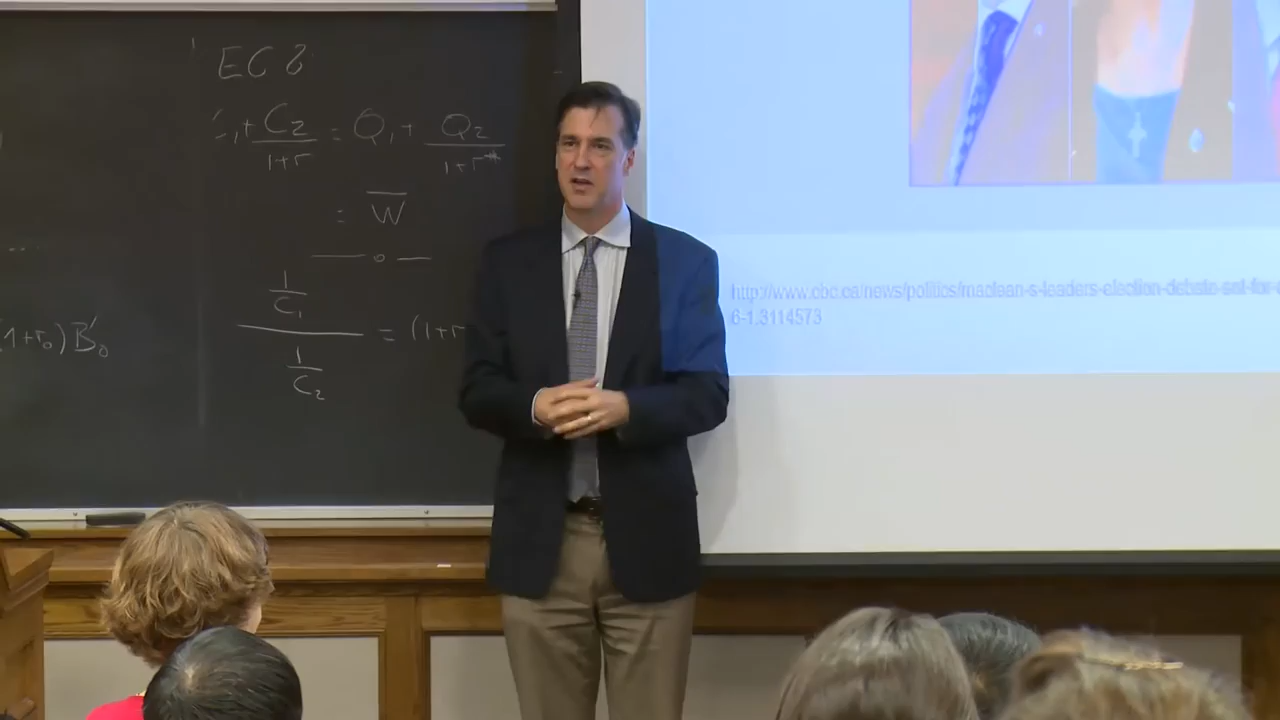 EC 8
C₁ + C₂/1+r = Q₁ + Q₂/1+r*
= W̄
1/C₁ / 1/C₂ = (1+r
(1+r₀)B₀'
http://www.cbc.ca/news/politics/maclean-s-leaders-election-debate-set-for-
6-1.3114573